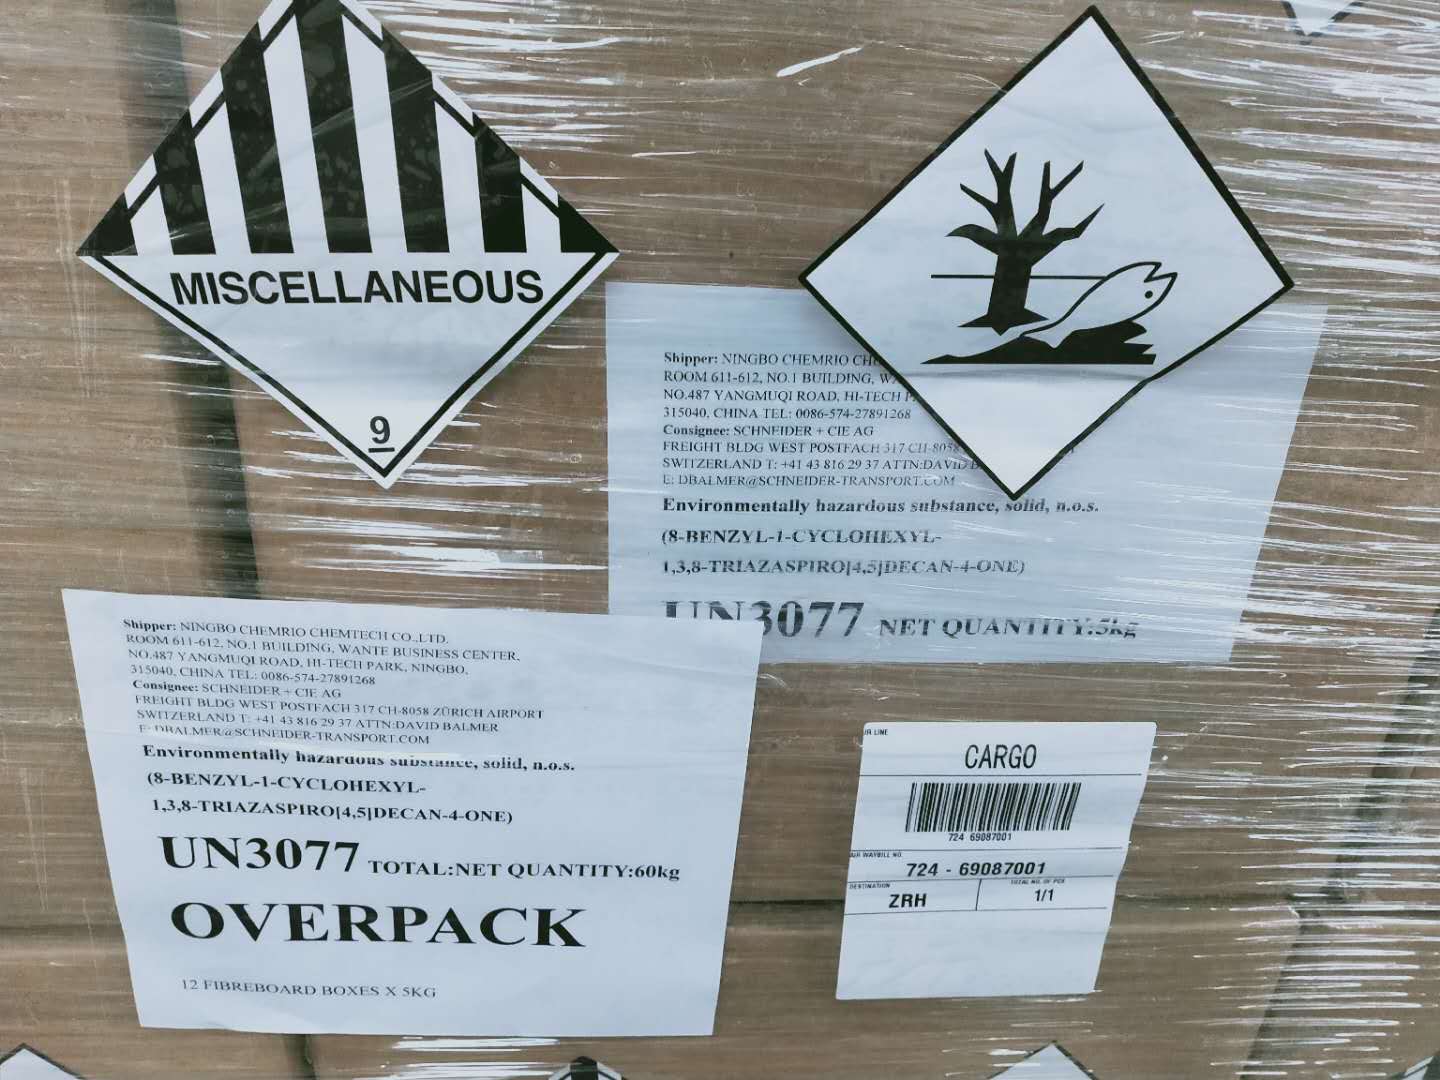 MISCELLANEOUS
9
Shipper: NINGBO CHEMRIO
ROOM 611-612, NO.1 BUILDING,
NO.487 YANGMUQI ROAD, HI-TECH
315040, CHINA TEL: 0086-574-27891268
Consignee: SCHNEIDER + CIE AG
FREIGHT BLDG WEST POSTFACH 317 CH-8058
SWITZERLAND T: +41 43 816 29 37 ATTN:DAVID
E: DBALMER@SCHNEIDER-TRANSPORT.COM
Environmentally hazardous substance, solid, n.o.s.
(8-BENZYL-1-CYCLOHEXYL-
1,3,8-TRIAZASPIRO[4,5]DECAN-4-ONE)
UN3077 NET QUANTITY:5kg
Shipper: NINGBO CHEMRIO CHEMTECH CO.,LTD.
ROOM 611-612, NO.1 BUILDING, WANTE BUSINESS CENTER,
NO.487 YANGMUQI ROAD, HI-TECH PARK, NINGBO,
315040, CHINA TEL: 0086-574-27891268
Consignee: SCHNEIDER + CIE AG
FREIGHT BLDG WEST POSTFACH 317 CH-8058 ZÜRICH AIRPORT
SWITZERLAND T: +41 43 816 29 37 ATTN:DAVID BALMER
E: DBALMER@SCHNEIDER-TRANSPORT.COM
Environmentally hazardous substance, solid, n.o.s.
(8-BENZYL-1-CYCLOHEXYL-
1,3,8-TRIAZASPIRO[4,5]DECAN-4-ONE)
UN3077 TOTAL:NET QUANTITY:60kg
OVERPACK
12 FIBREBOARD BOXES X 5KG
LINE
CARGO
724 69087001
AIR WAYBILL NO.
724 - 69087001
DESTINATION
TOTAL NO. OF PCS
ZRH
1/1